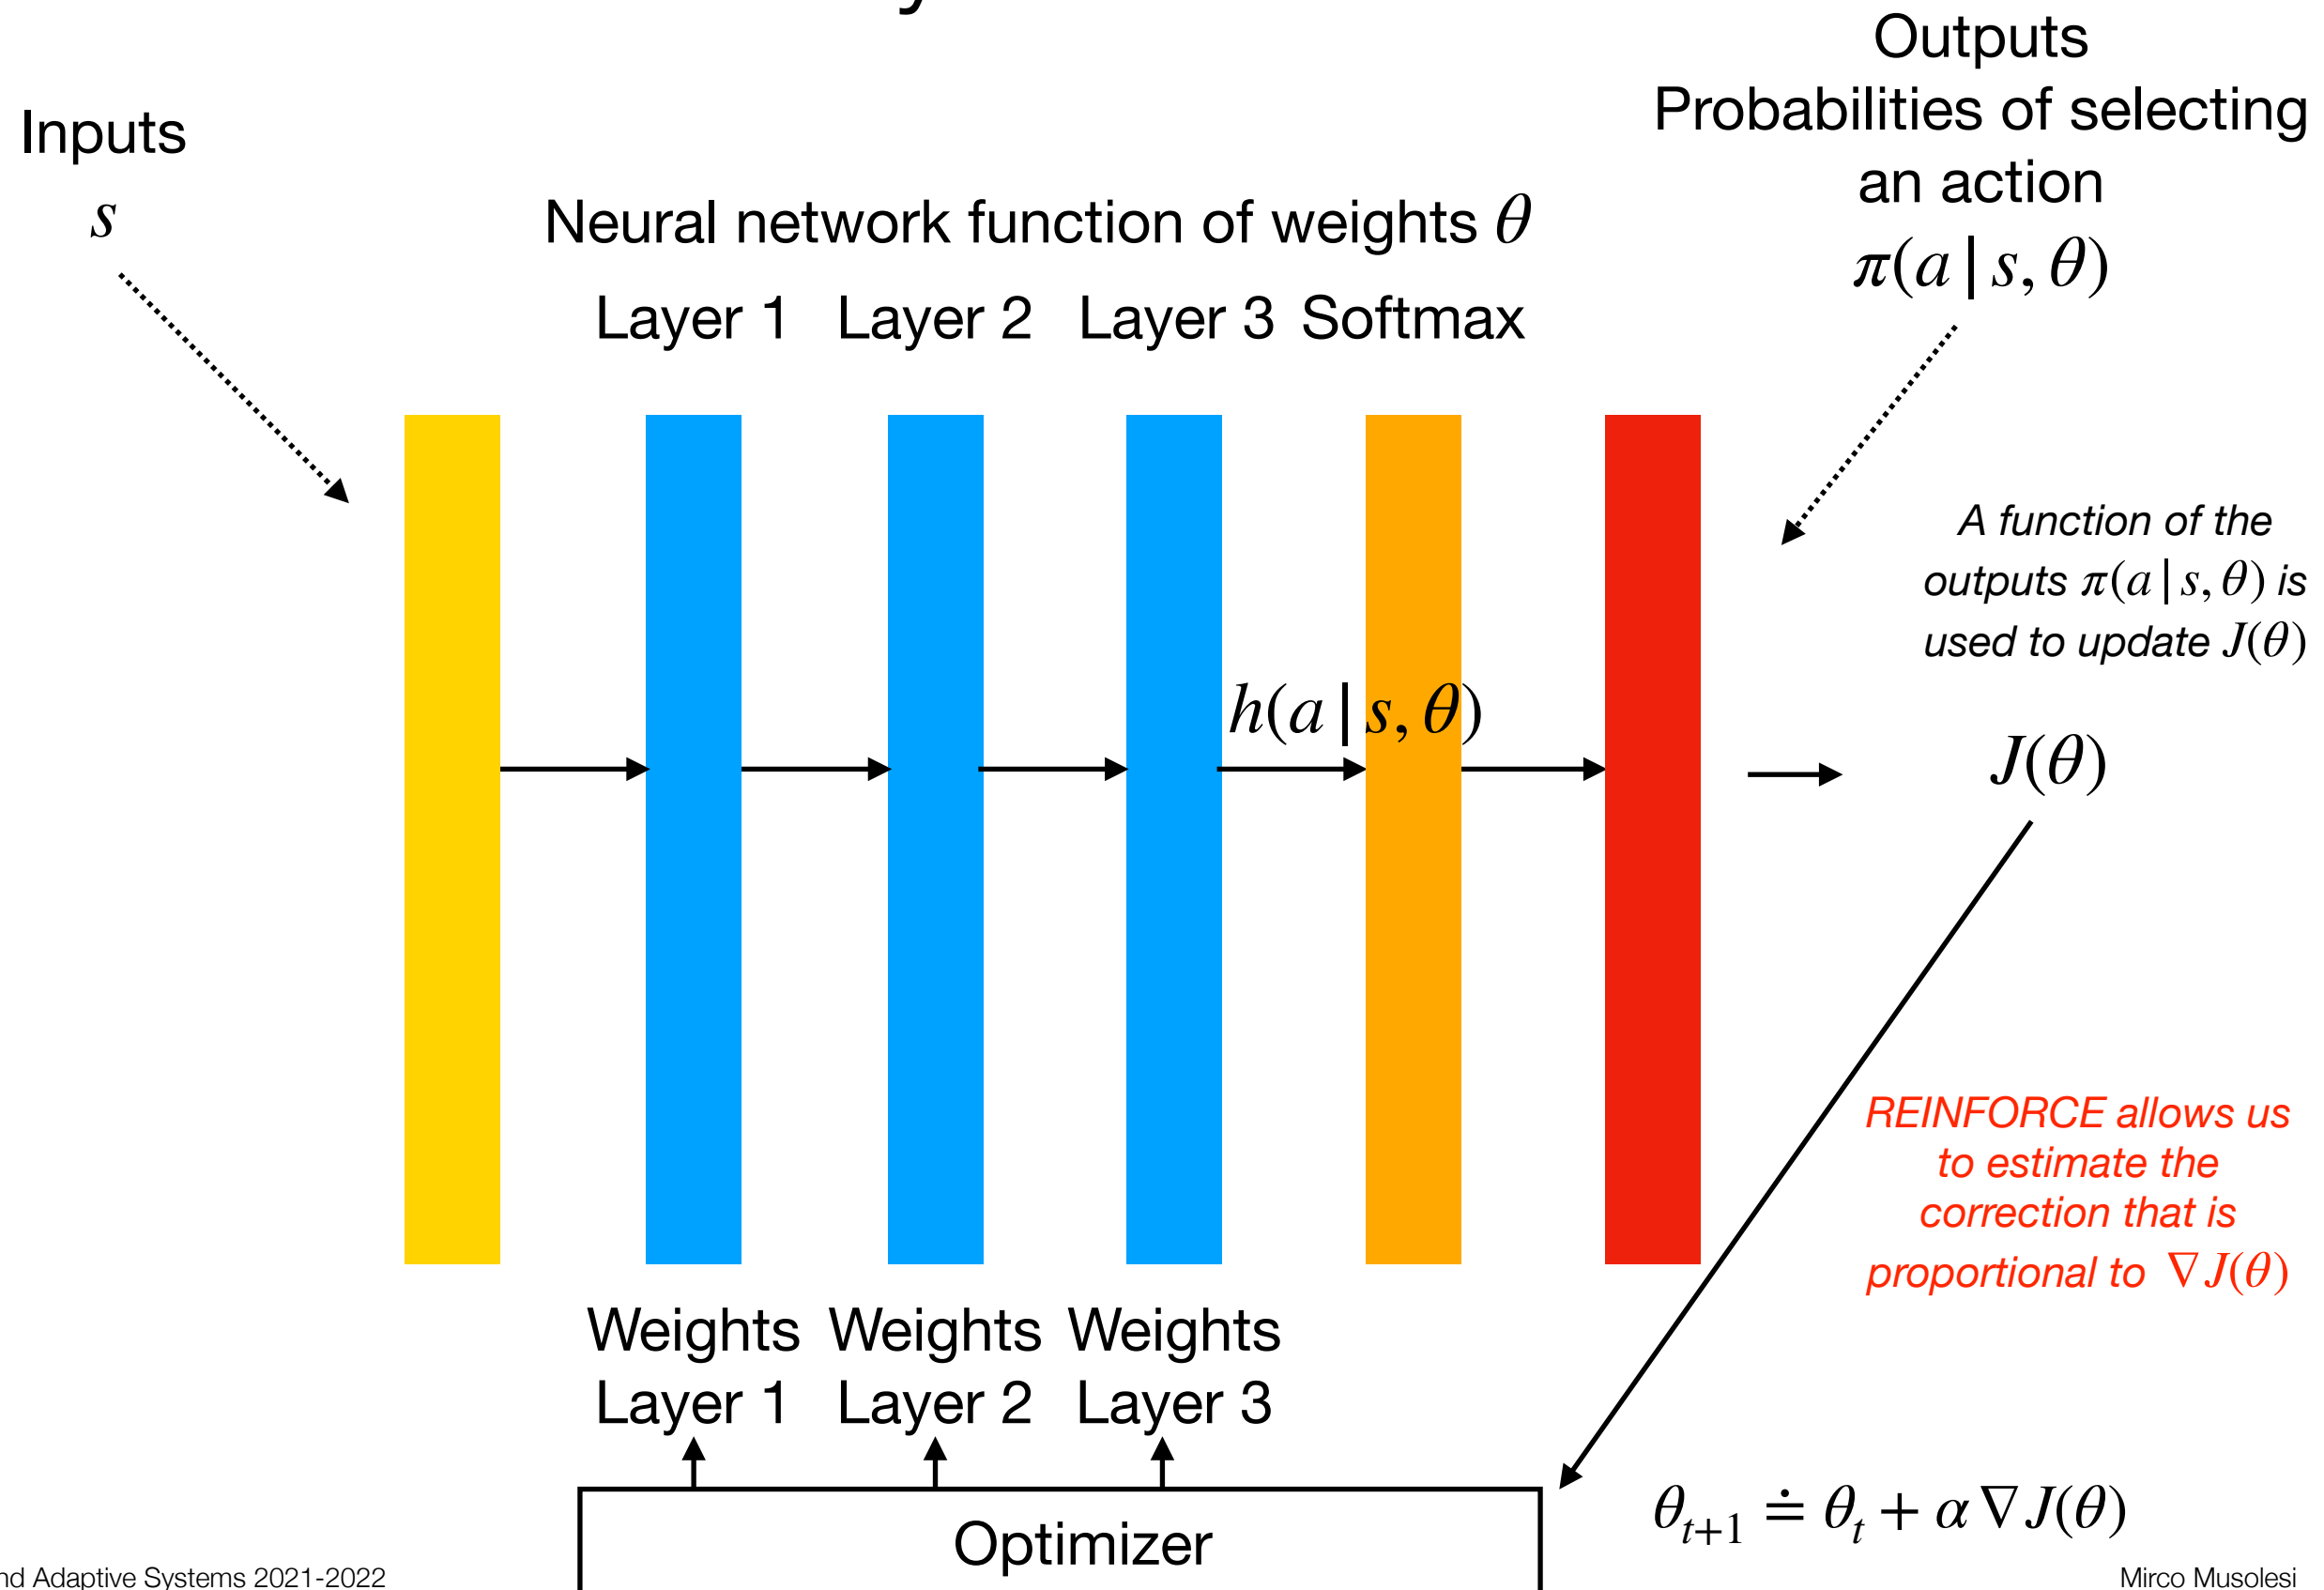 Inputs
s
Neural network function of weights θ
Layer 1 Layer 2 Layer 3 Softmax
Outputs
Probabilities of selecting
an action
π(a | s, θ)
A function of the
outputs π(a | s, θ) is
used to update J(θ)
h(a | s, θ)
J(θ)
REINFORCE allows us
to estimate the
correction that is
proportional to ∇J(θ)
Weights Weights Weights
Layer 1 Layer 2 Layer 3
Optimizer
θ_{t+1} ≐ θ_t + α∇J(θ)
nd Adaptive Systems 2021-2022
Mirco Musolesi